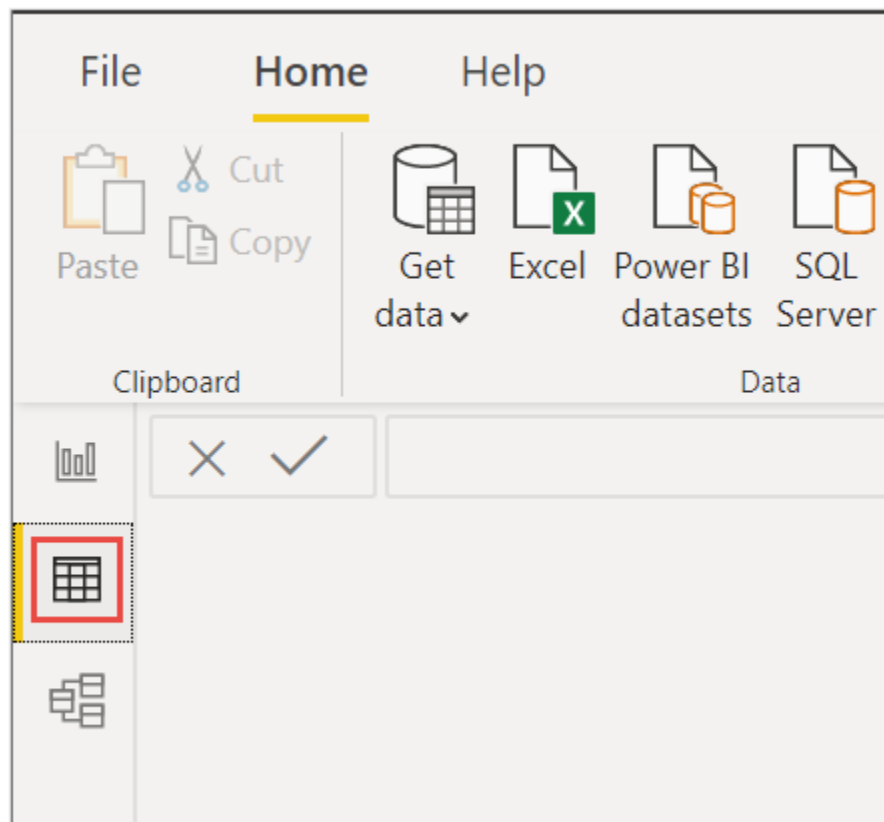 File Home Help
Paste
Cut
Copy
Get
data
Excel
Power BI
datasets
SQL
Server
Clipboard
Data